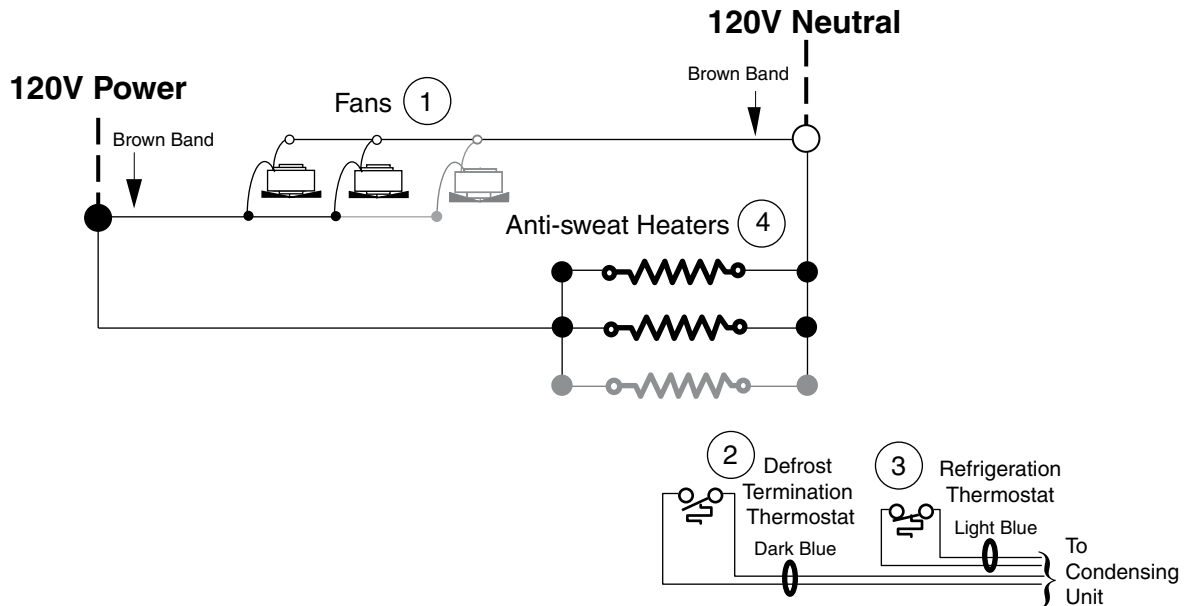 120V Neutral
120V Power
Brown Band
Fans 1
Brown Band
Anti-sweat Heaters 4
2 Defrost
Termination
Thermostat
3 Refrigeration
Thermostat
Light Blue
Dark Blue
To
Condensing
Unit